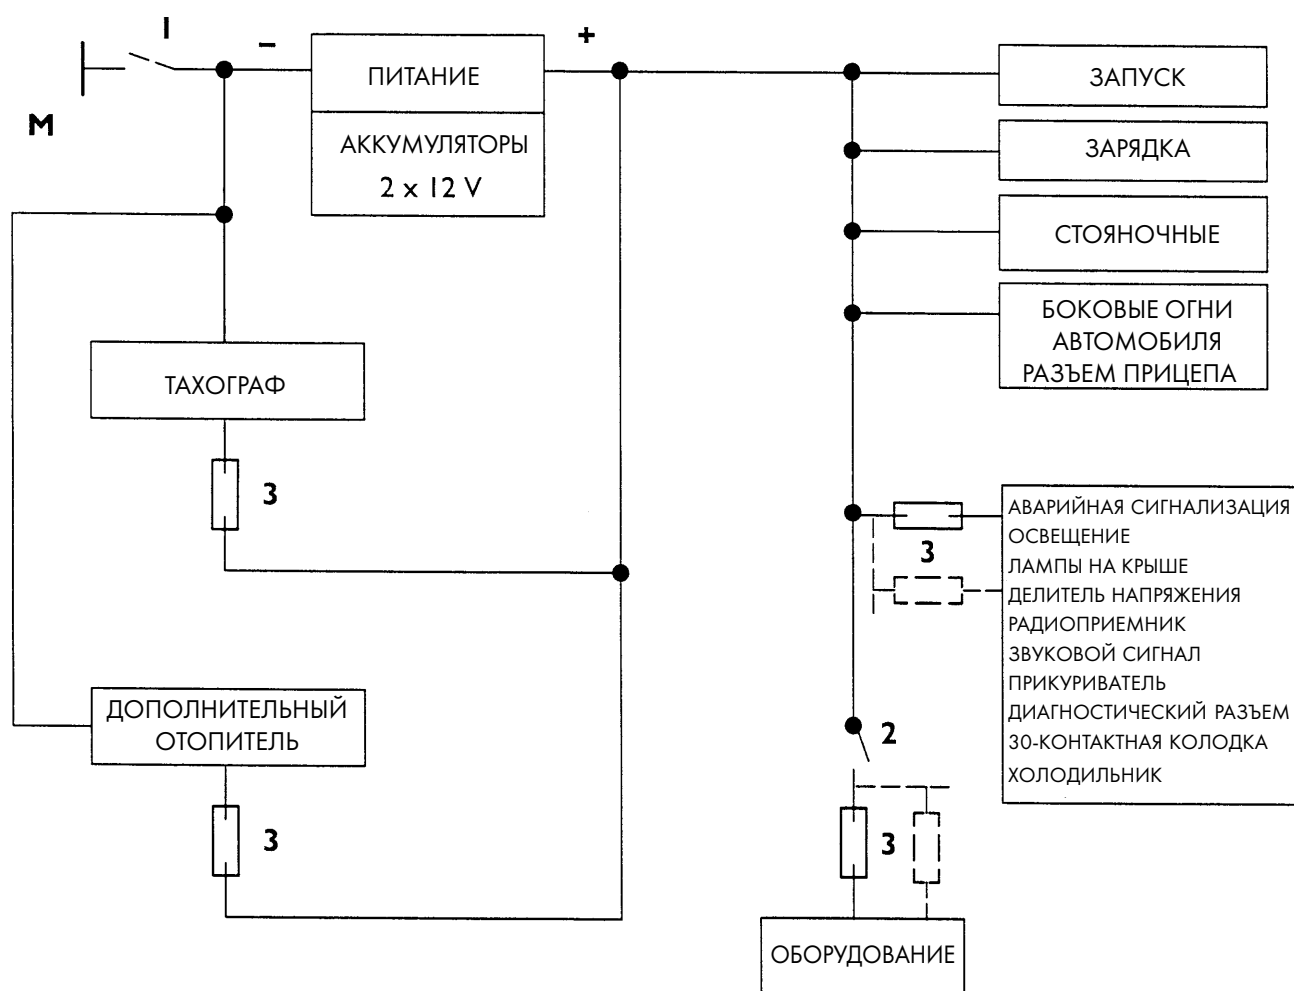 1
–
+
М
ПИТАНИЕ
АККУМУЛЯТОРЫ
2 x 12 V
ЗАПУСК
ЗАРЯДКА
СТОЯНОЧНЫЕ
БОКОВЫЕ ОГНИ
АВТОМОБИЛЯ
РАЗЪЕМ ПРИЦЕПА
ТАХОГРАФ
3
3
АВАРИЙНАЯ СИГНАЛИЗАЦИЯ
ОСВЕЩЕНИЕ
ЛАМПЫ НА КРЫШЕ
ДЕЛИТЕЛЬ НАПРЯЖЕНИЯ
РАДИОПРИЕМНИК
ЗВУКОВОЙ СИГНАЛ
ПРИКУРИВАТЕЛЬ
ДИАГНОСТИЧЕСКИЙ РАЗЪЕМ
30-КОНТАКТНАЯ КОЛОДКА
ХОЛОДИЛЬНИК
ДОПОЛНИТЕЛЬНЫЙ
ОТОПИТЕЛЬ
2
3
3
ОБОРУДОВАНИЕ